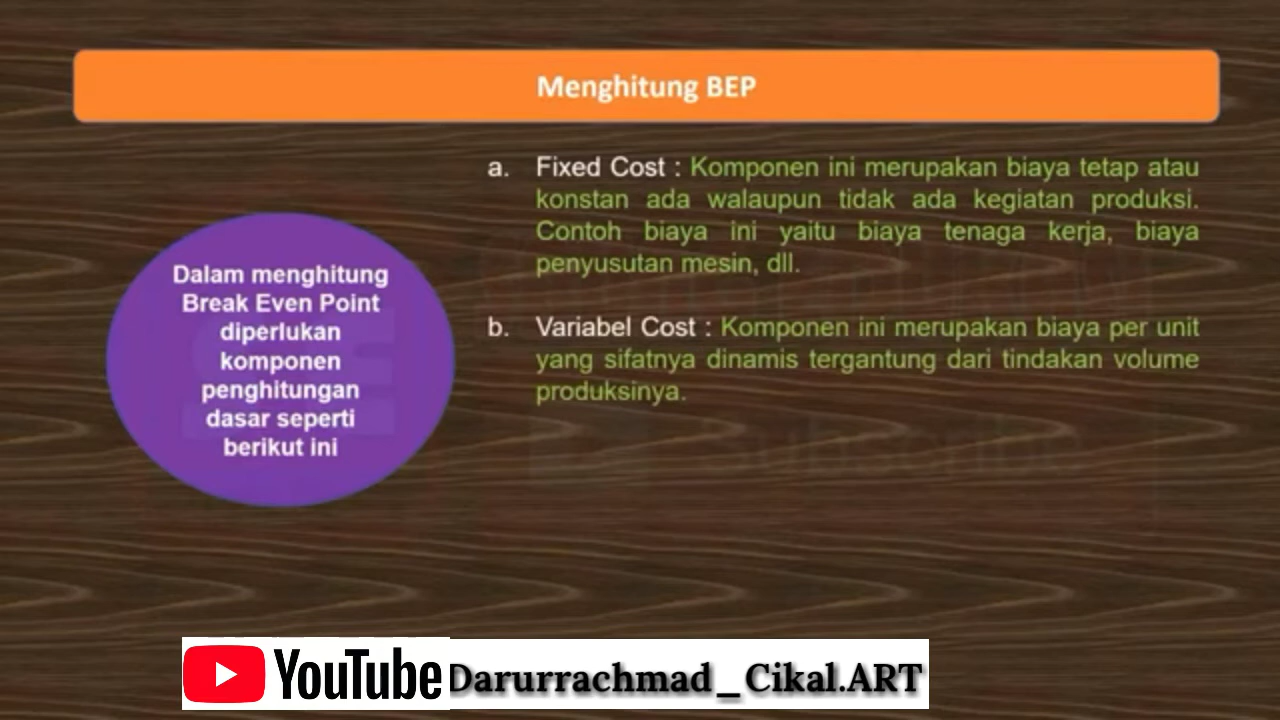 Menghitung BEP
Dalam menghitung
Break Even Point
diperlukan
komponen
penghitungan
dasar seperti
berikut ini
a. Fixed Cost : Komponen ini merupakan biaya tetap atau
konstan ada walaupun tidak ada kegiatan produksi.
Contoh biaya ini yaitu biaya tenaga kerja, biaya
penyusutan mesin, dll.
b. Variabel Cost : Komponen ini merupakan biaya per unit
yang sifatnya dinamis tergantung dari tindakan volume
produksinya.
Subscribe
YouTube Darurrachmad_Cikal.ART